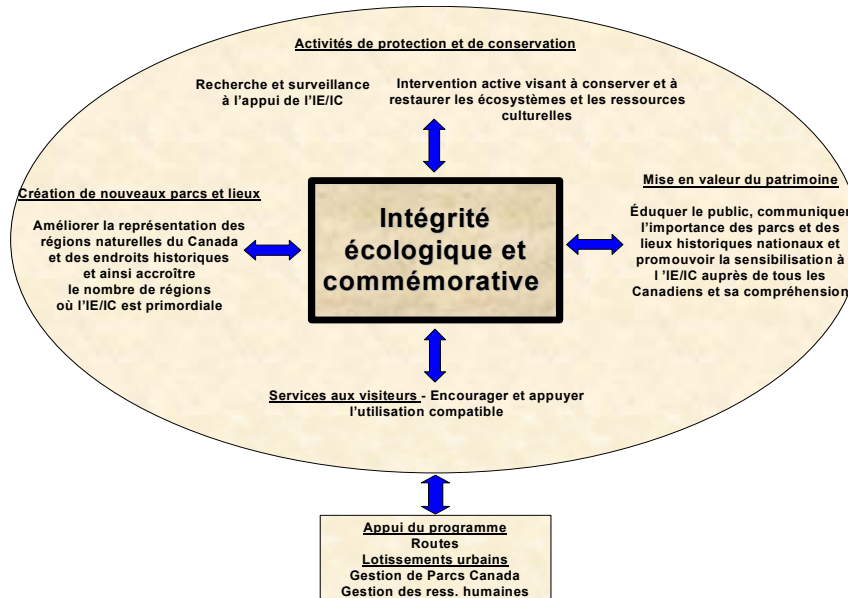 Activités de protection et de conservation
Recherche et surveillance
à l'appui de l'IE/IC
Intervention active visant à conserver et à
restaurer les écosystèmes et les ressources
culturelles
Création de nouveaux parcs et lieux
Améliorer la représentation des
régions naturelles du Canada
et des endroits historiques
et ainsi accroître
le nombre de régions
où l'IE/IC est primordiale
Intégrité
écologique et
commémorative
Mise en valeur du patrimoine
Éduquer le public, communiquer
l'importance des parcs et des
lieux historiques nationaux et
promouvoir la sensibilisation à
l 'IE/IC auprès de tous les
Canadiens et sa compréhension
Services aux visiteurs - Encourager et appuyer
l'utilisation compatible
Appui du programme
Routes
Lotissements urbains
Gestion de Parcs Canada
Gestion des ress. humaines